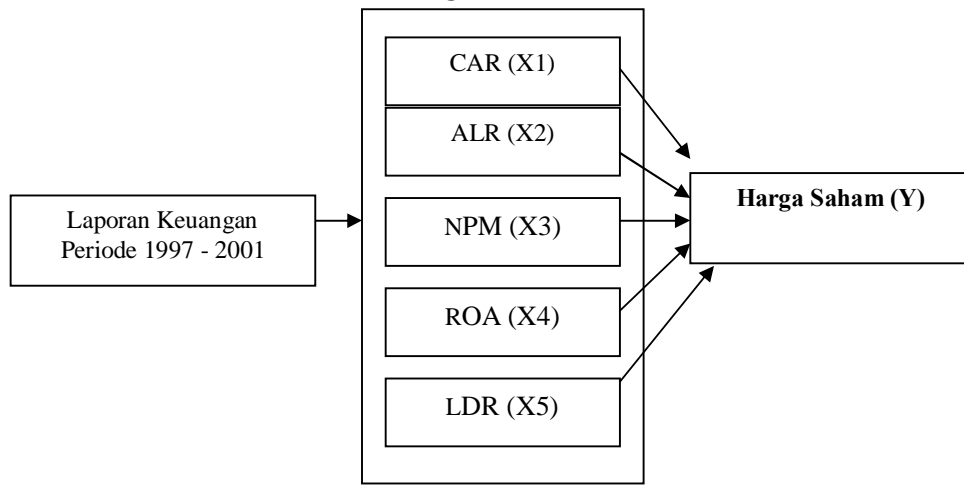 CAR (X1)
ALR (X2)
Laporan Keuangan
Periode 1997 - 2001
NPM (X3)
ROA (X4)
LDR (X5)
Harga Saham (Y)